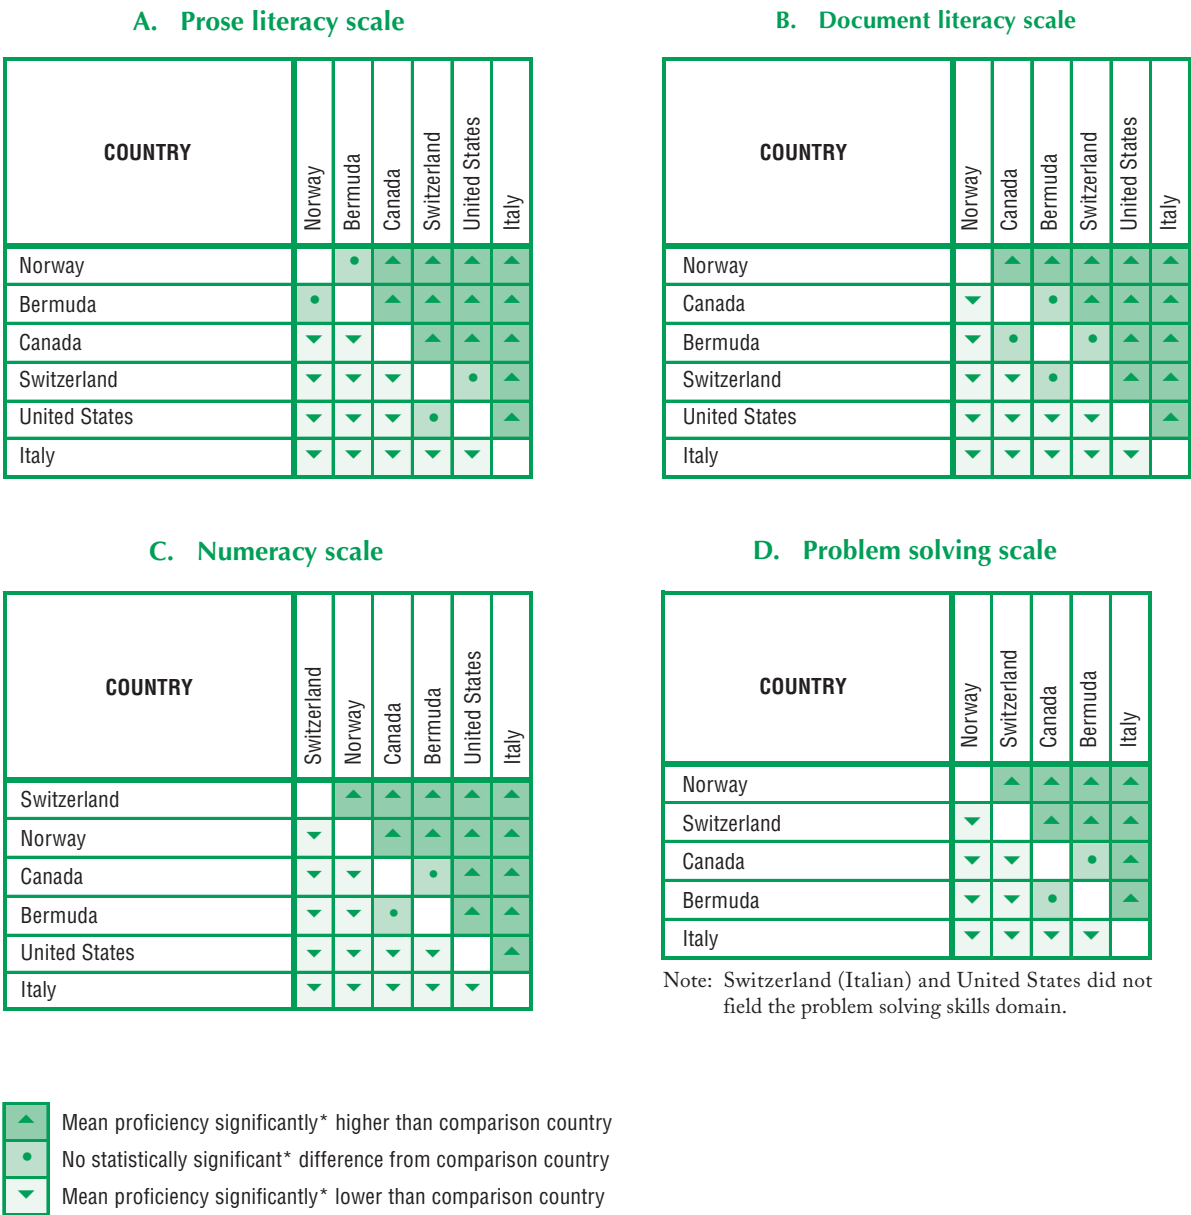 A. Prose literacy scale
COUNTRY
Norway
Bermuda
Canada
Switzerland
United States
Italy
Norway
Bermuda
Canada
Switzerland
United States
Italy
B. Document literacy scale
COUNTRY
Norway
Canada
Bermuda
Switzerland
United States
Italy
Norway
Canada
Bermuda
Switzerland
United States
Italy
C. Numeracy scale
COUNTRY
Switzerland
Norway
Canada
Bermuda
United States
Italy
Switzerland
Norway
Canada
Bermuda
United States
Italy
D. Problem solving scale
COUNTRY
Norway
Switzerland
Canada
Bermuda
Italy
Norway
Switzerland
Canada
Bermuda
Italy
Note: Switzerland (Italian) and United States did not
field the problem solving skills domain.
Mean proficiency significantly* higher than comparison country
No statistically significant* difference from comparison country
Mean proficiency significantly* lower than comparison country